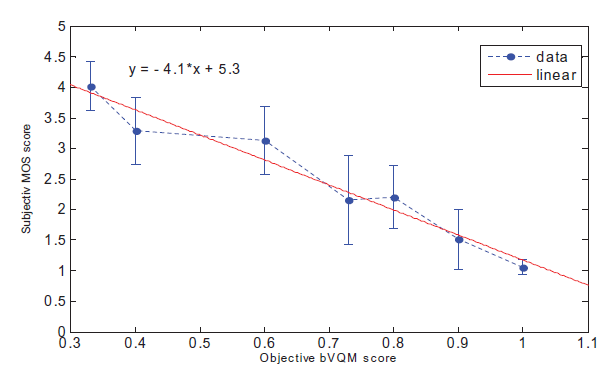 5
4.5
4
3.5
3
2.5
2
1.5
1
0.5
0
Subjectiv MOS score
y = - 4.1*x + 5.3
data
linear
0.3 0.4 0.5 0.6 0.7 0.8 0.9 1 1.1
Objective bVQM score